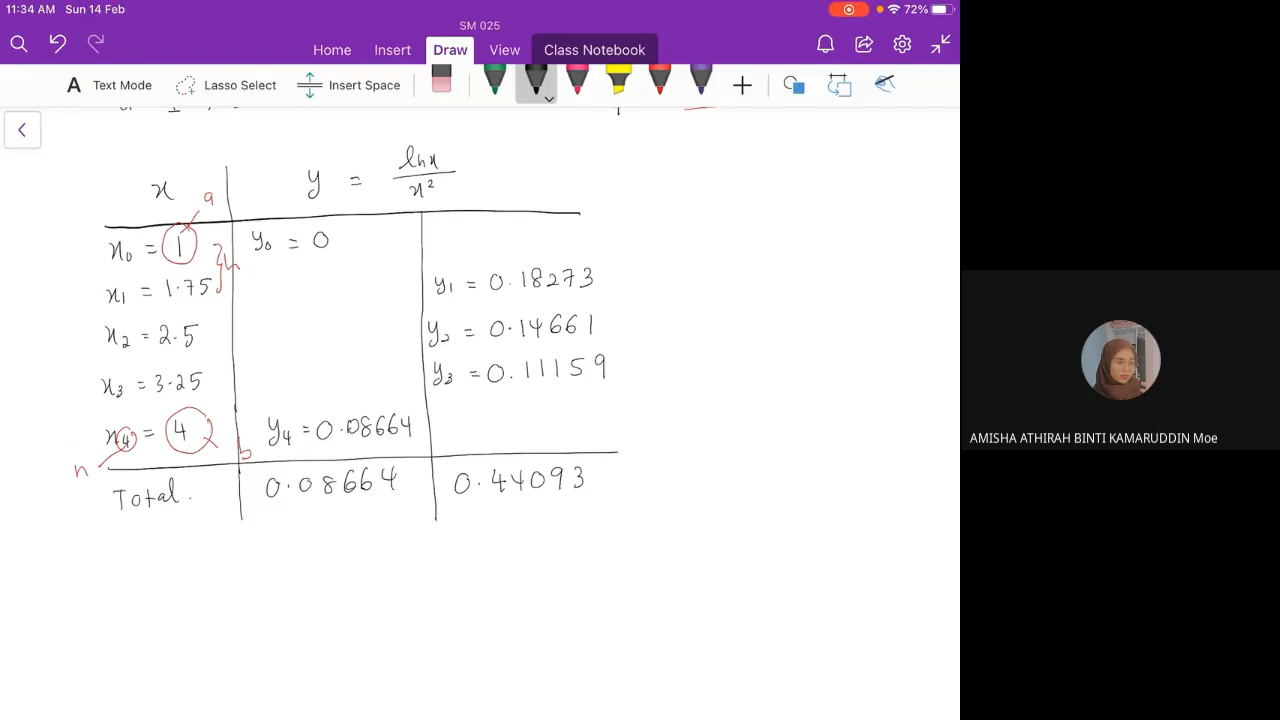 11:34 AM Sun 14 Feb 72%
SM 025
Home Insert Draw View Class Notebook
A Text Mode Lasso Select Insert Space
x y = ln x / x²
a
x₀ = 1 y₀ = 0
h
x₁ = 1.75 y₁ = 0.18273
x₂ = 2.5 y₂ = 0.14661
x₃ = 3.25 y₃ = 0.11159
x₄ = 4 y₄ = 0.08664
n b
Total. 0.08664 0.44093
AMISHA ATHIRAH BINTI KAMARUDDIN Moe